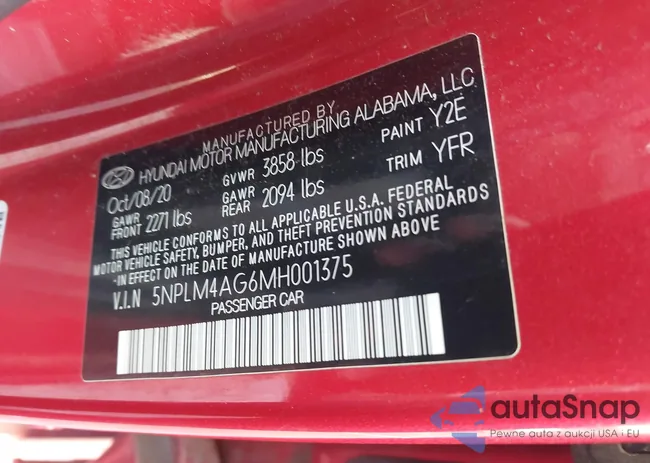 MANUFACTURED BY
HYUNDAI MOTOR MANUFACTURING ALABAMA, LLC
Oct/08/20 GVWR 3858 lbs PAINT Y2E
GAWR FRONT 2271 lbs GAWR REAR 2094 lbs TRIM YFR
THIS VEHICLE CONFORMS TO ALL APPLICABLE U.S.A. FEDERAL
MOTOR VEHICLE SAFETY, BUMPER, AND THEFT PREVENTION STANDARDS
-IN EFFECT ON THE DATE OF MANUFACTURE SHOWN ABOVE
V.I.N 5NPLM4AG6MH001375
PASSENGER CAR
autaSnap
Pewne auta z aukcji USA i EU